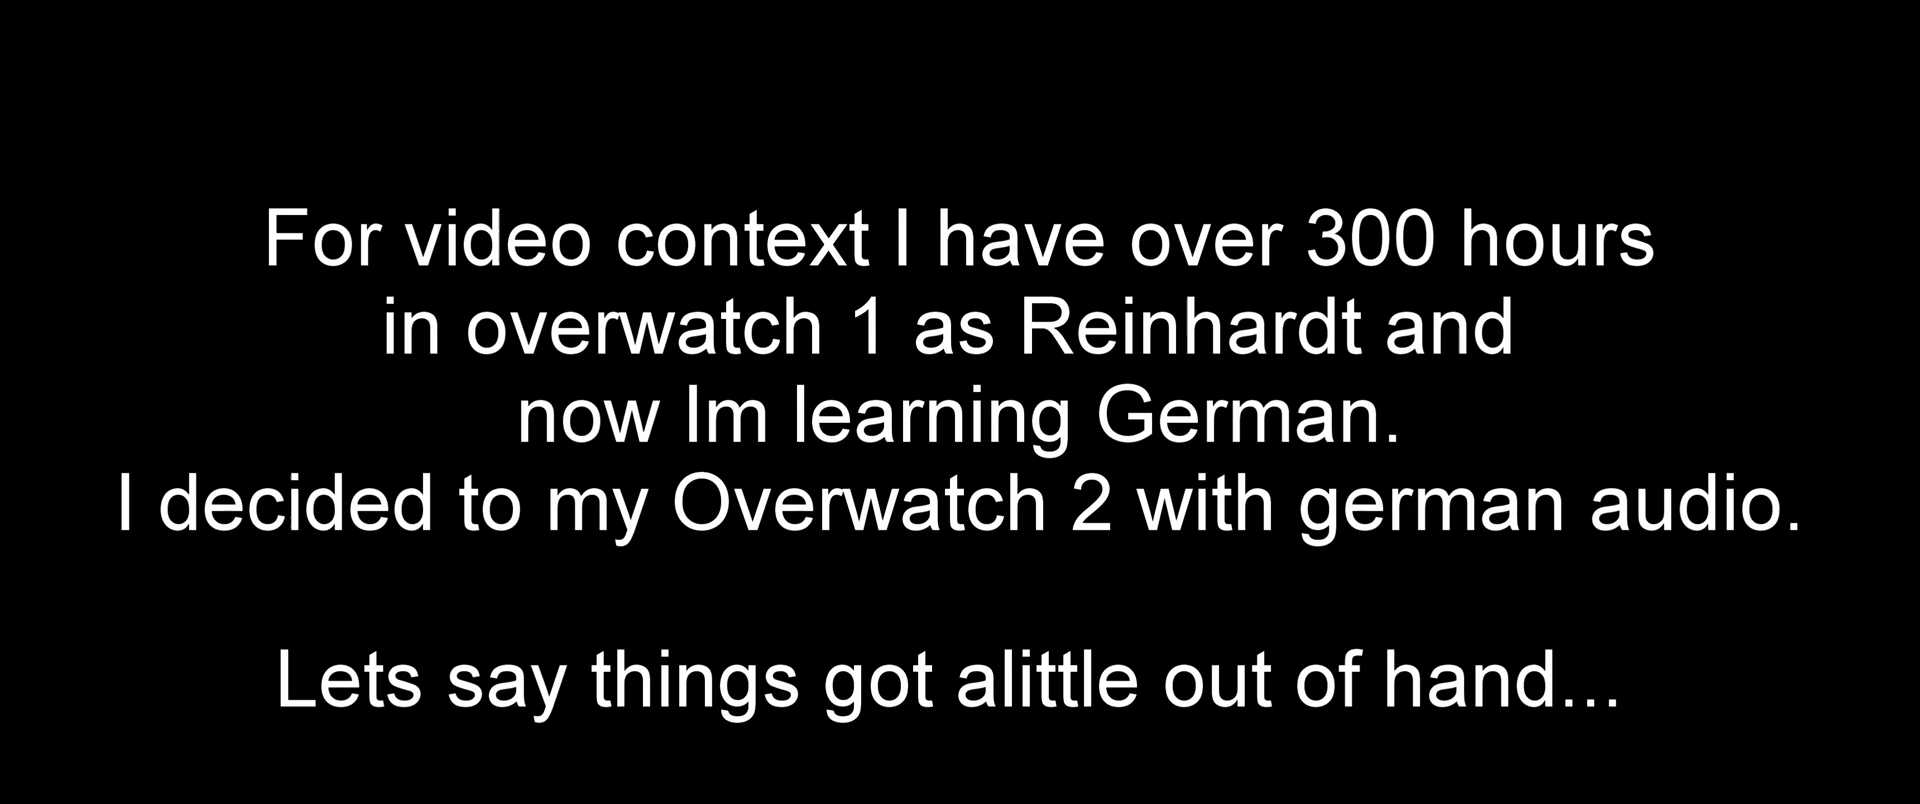 For video context I have over 300 hours
in overwatch 1 as Reinhardt and
now Im learning German.
I decided to my Overwatch 2 with german audio.
Lets say things got alittle out of hand...